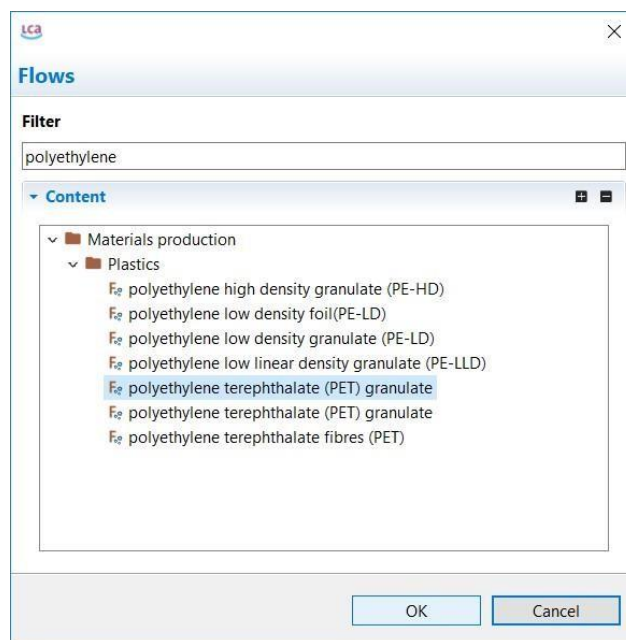 LCA
Flows
Filter
polyethylene
Content
Materials production
Plastics
polyethylene high density granulate (PE-HD)
polyethylene low density foil(PE-LD)
polyethylene low density granulate (PE-LD)
polyethylene low linear density granulate (PE-LLD)
polyethylene terephthalate (PET) granulate
polyethylene terephthalate (PET) granulate
polyethylene terephthalate fibres (PET)
OK Cancel